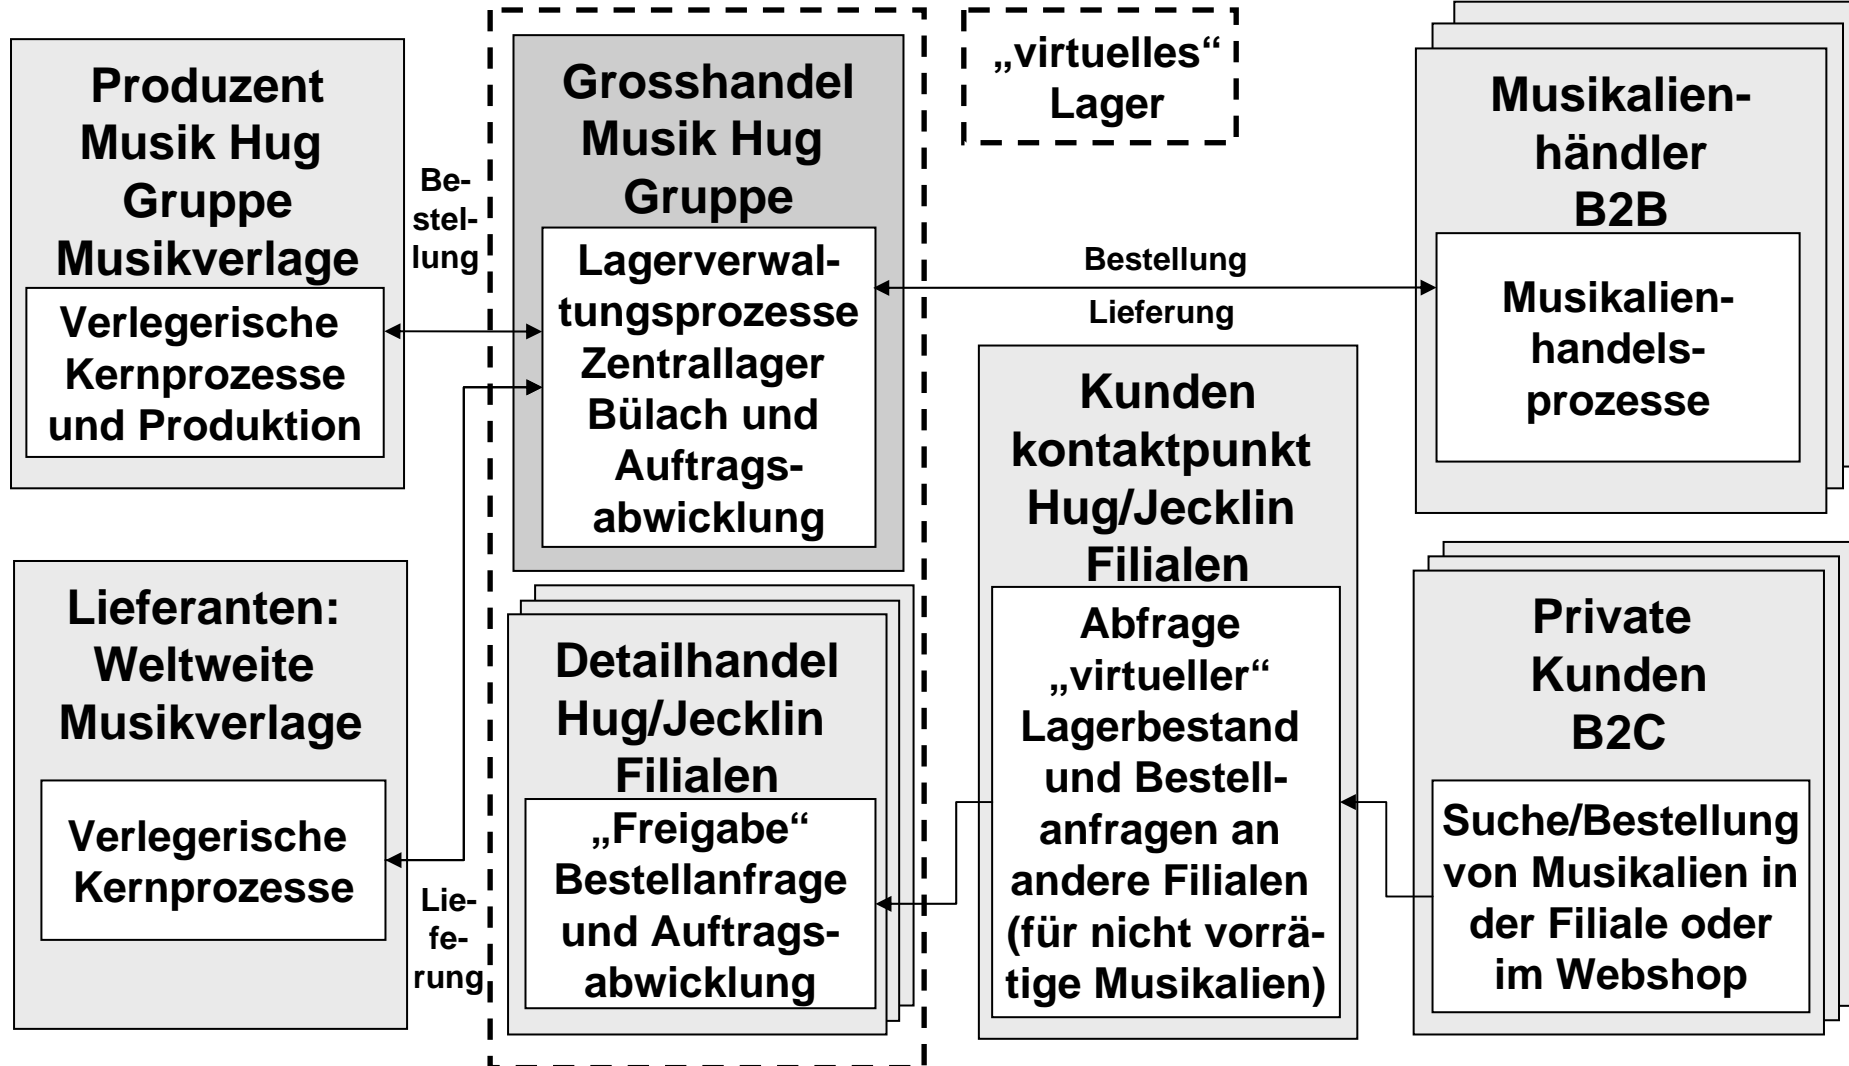 Produzent
Musik Hug
Gruppe
Musikverlage
Verlegerische
Kernprozesse
und Produktion
Be-
stel-
lung
Grosshandel
Musik Hug
Gruppe
Lagerverwal-
tungsprozesse
Zentrallager
Bülach und
Auftrags-
abwicklung
„virtuelles“
Lager
Bestellung
Lieferung
Musikalien-
händler
B2B
Musikalien-
handels-
prozesse
Lieferanten:
Weltweite
Musikverlage
Verlegerische
Kernprozesse
Lie-
fe-
rung
Detailhandel
Hug/Jecklin
Filialen
„Freigabe“
Bestellanfrage
und Auftrags-
abwicklung
Kunden
kontaktpunkt
Hug/Jecklin
Filialen
Abfrage
„virtueller“
Lagerbestand
und Bestell-
anfragen an
andere Filialen
(für nicht vorrä-
tige Musikalien)
Private
Kunden
B2C
Suche/Bestellung
von Musikalien in
der Filiale oder
im Webshop